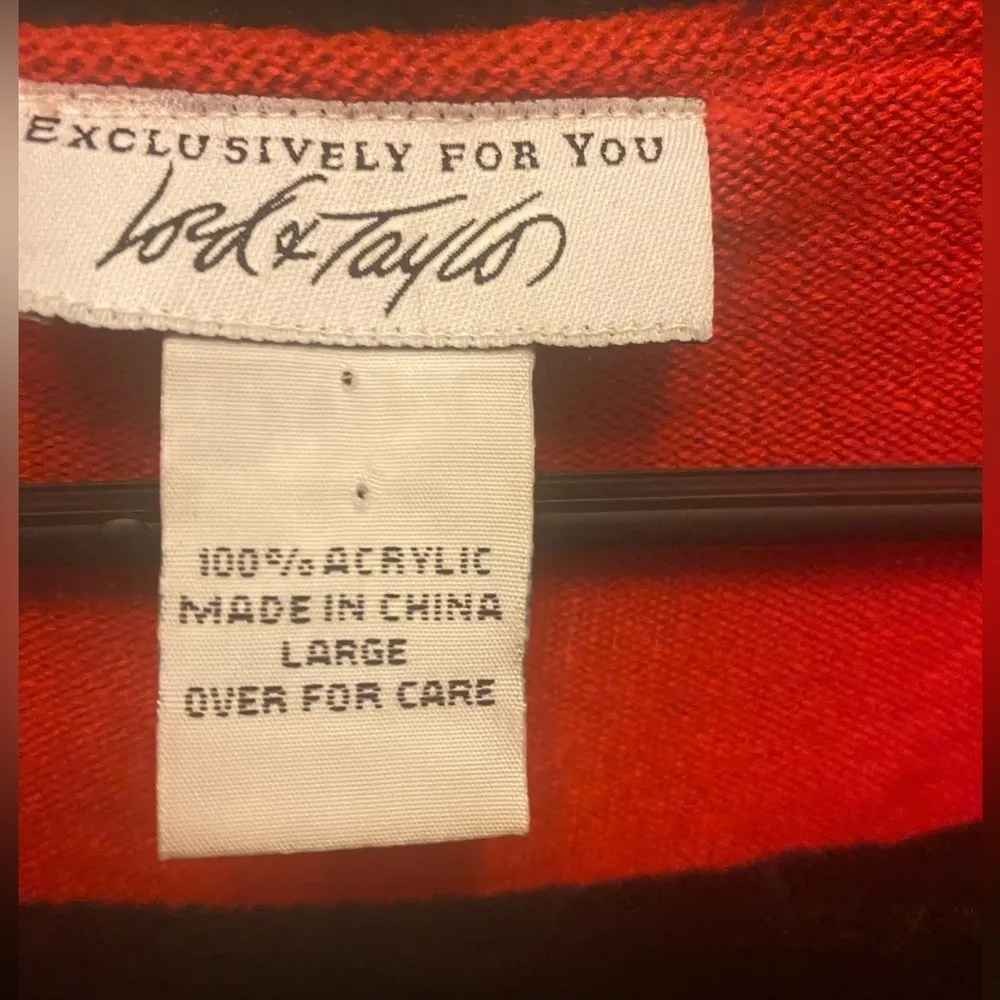 EXCLUSIVELY FOR YOU
Lord & Taylor
100% ACRYLIC
MADE IN CHINA
LARGE
OVER FOR CARE